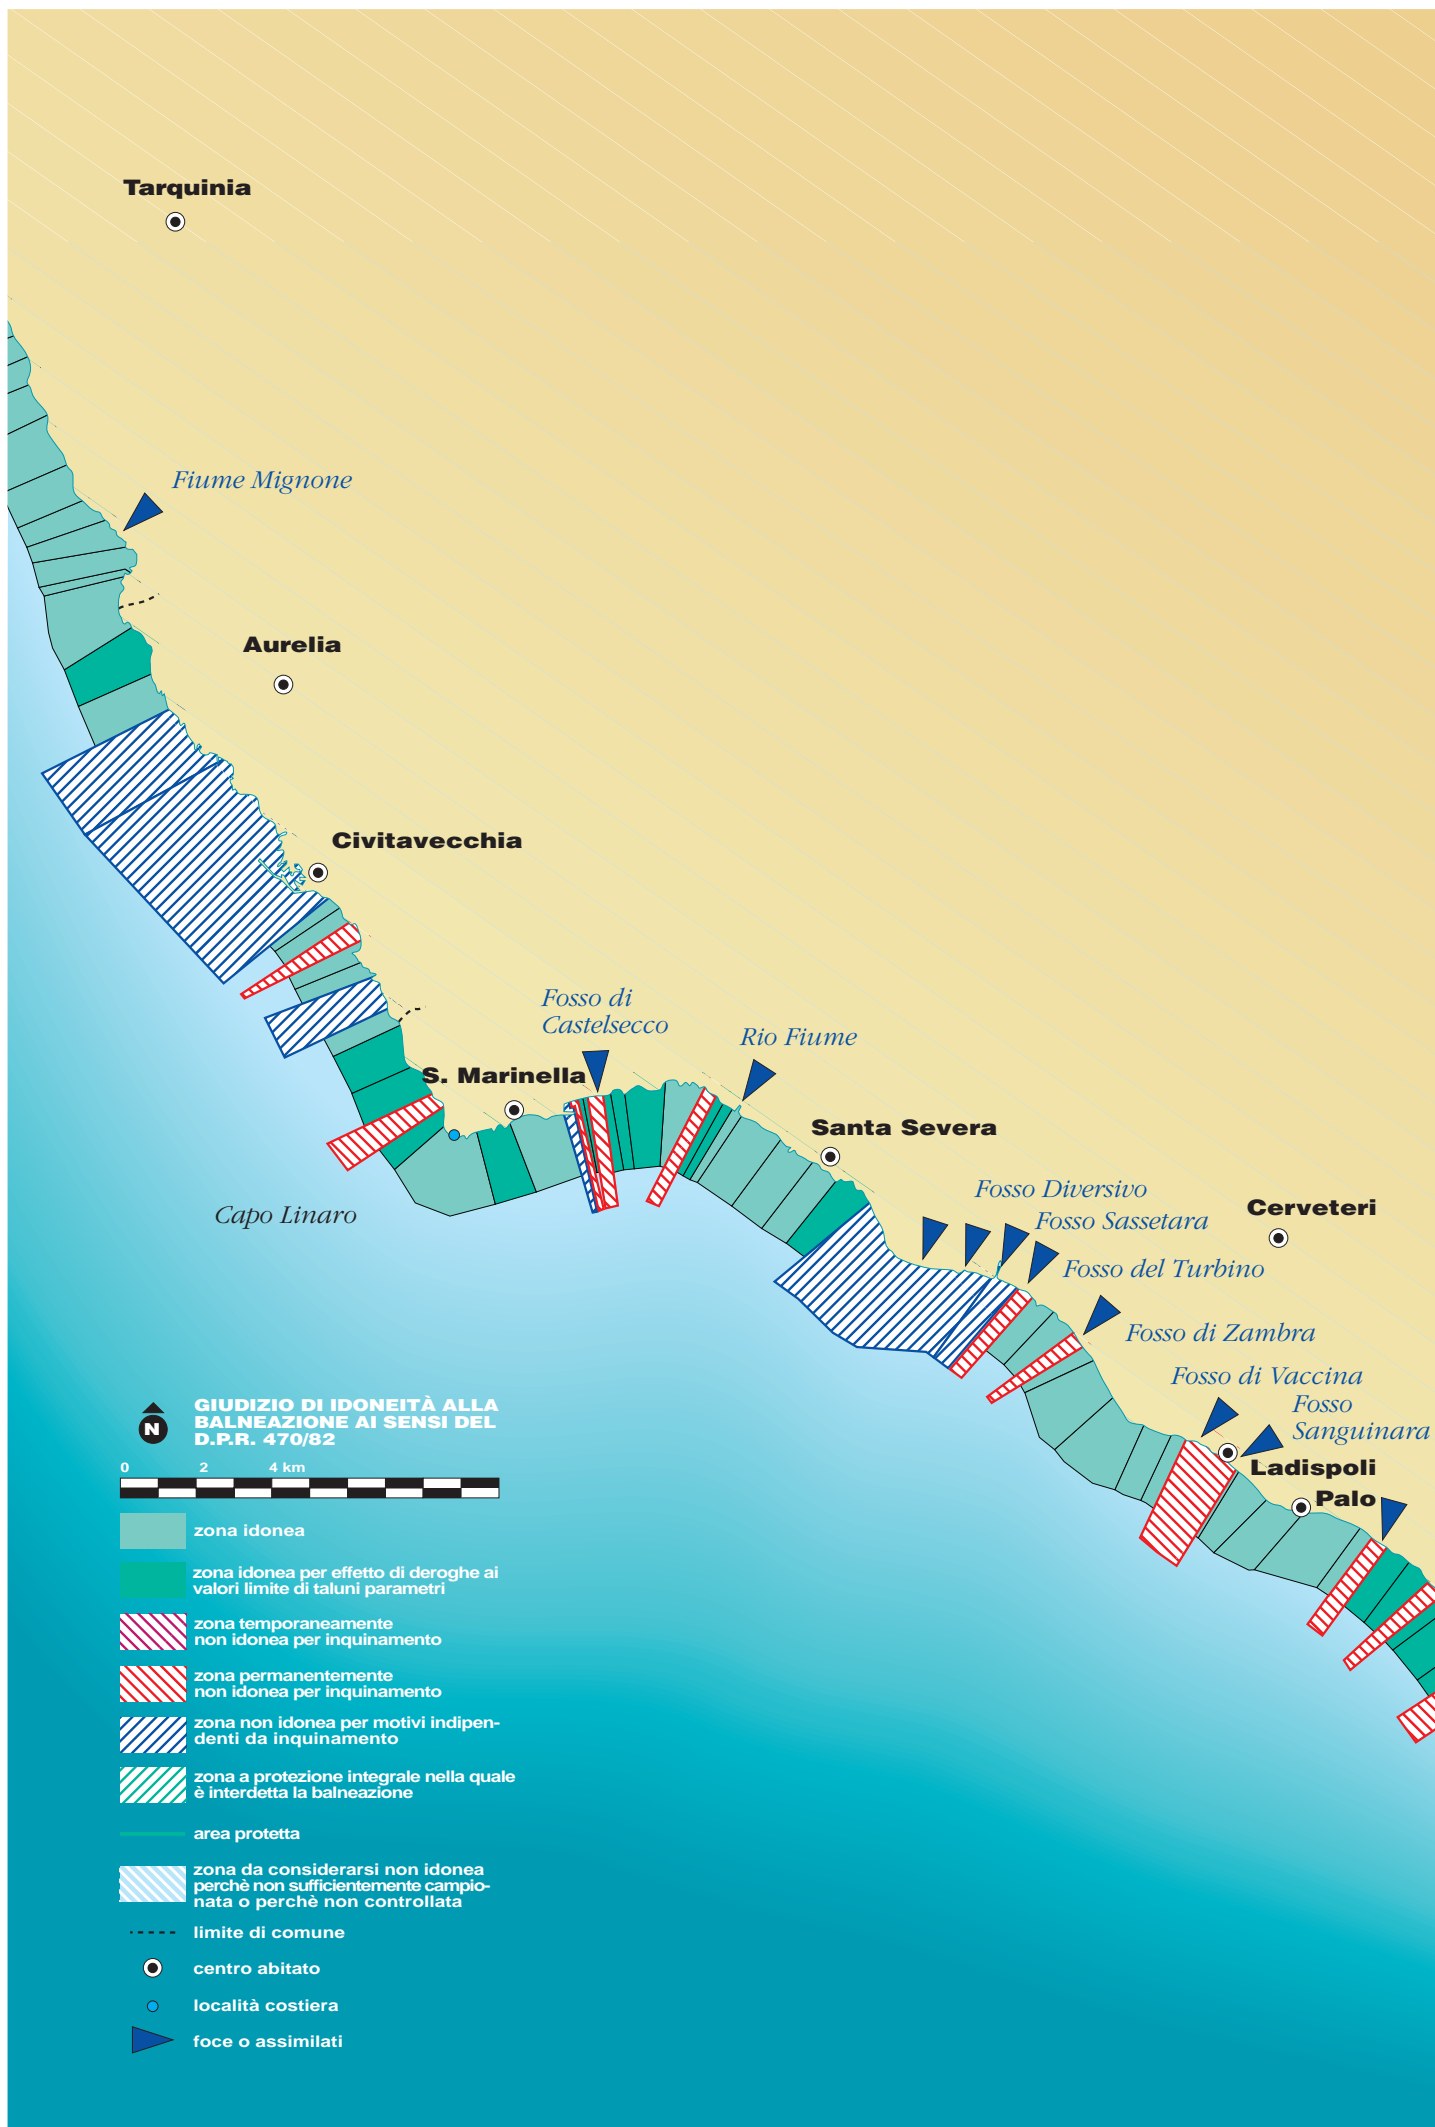 Tarquinia
Fiume Mignone
Aurelia
Civitavecchia
Fosso di
Castelsecco
Rio Fiume
S. Marinella
Santa Severa
Capo Linaro
Fosso Diversivo
Fosso Sassetara
Cerveteri
Fosso del Turbino
Fosso di Zambra
Fosso di Vaccina
Fosso
Sanguinara
Ladispoli
Palo
N
GIUDIZIO DI IDONEITÀ ALLA
BALNEAZIONE AI SENSI DEL
D.P.R. 470/82
0 2 4 km
zona idonea
zona idonea per effetto di deroghe ai
valori limite di taluni parametri
zona temporaneamente
non idonea per inquinamento
zona permanentemente
non idonea per inquinamento
zona non idonea per motivi indipen-
denti da inquinamento
zona a protezione integrale nella quale
è interdetta la balneazione
area protetta
zona da considerarsi non idonea
perchè non sufficientemente campio-
nata o perchè non controllata
limite di comune
centro abitato
località costiera
foce o assimilati